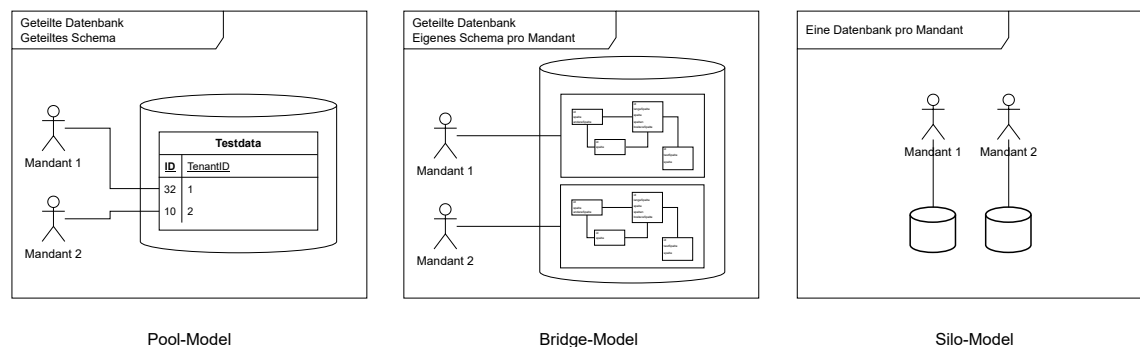 Geteilte Datenbank
Geteiltes Schema
Mandant 1
Mandant 2
Testdata
ID TenantID
32 1
10 2
Pool-Model
Geteilte Datenbank
Eigenes Schema pro Mandant
Mandant 1
Mandant 2
Bridge-Model
Eine Datenbank pro Mandant
Mandant 1 Mandant 2
Silo-Model